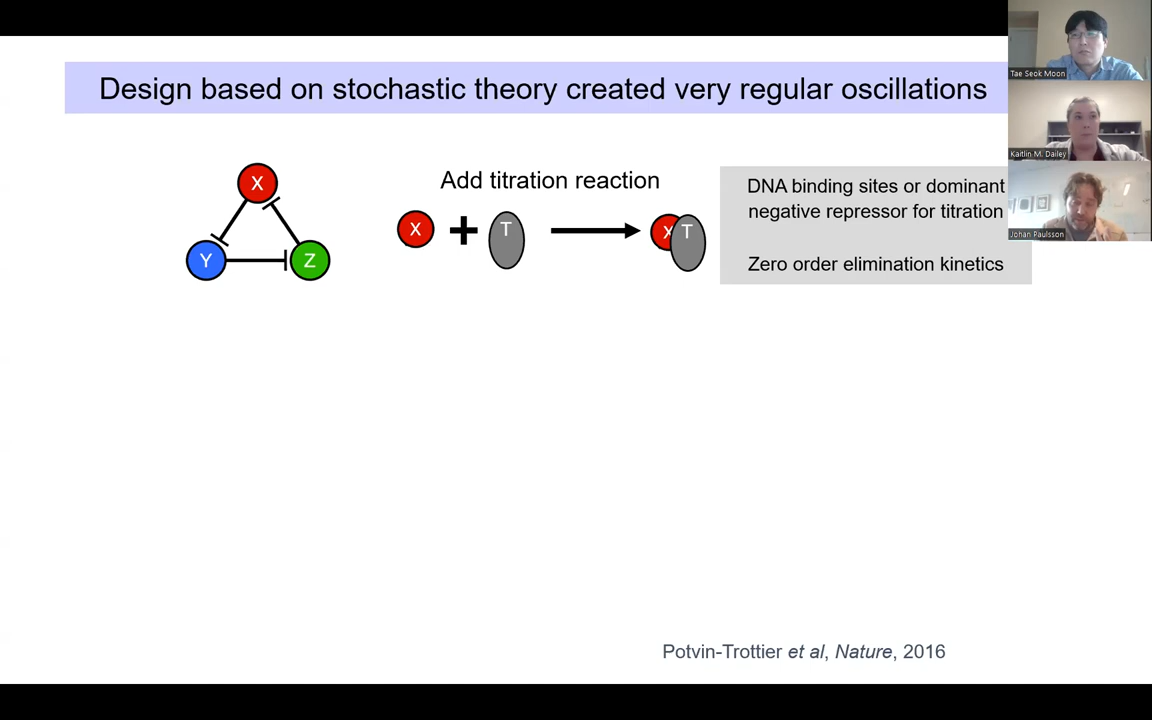 Design based on stochastic theory created very regular oscillations
X
Y
Z
Add titration reaction
X
T
X
T
DNA binding sites or dominant
negative repressor for titration
Zero order elimination kinetics
Potvin-Trottier et al, Nature, 2016
Tae Seok Moon
Kaitlin M. Dailey
Johan Paulsson